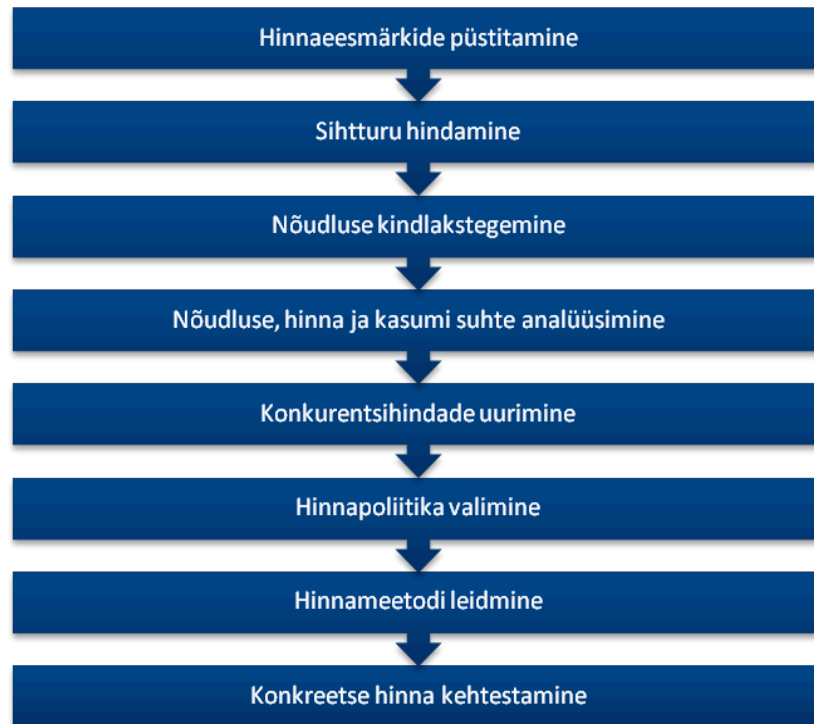 Hinnaeesmärkide püstitamine
Sihtturu hindamine
Nõudluse kindlakstegemine
Nõudluse, hinna ja kasumi suhte analüüsimine
Konkurentsihindade uurimine
Hinnapoliitika valimine
Hinnameetodi leidmine
Konkreetse hinna kehtestamine